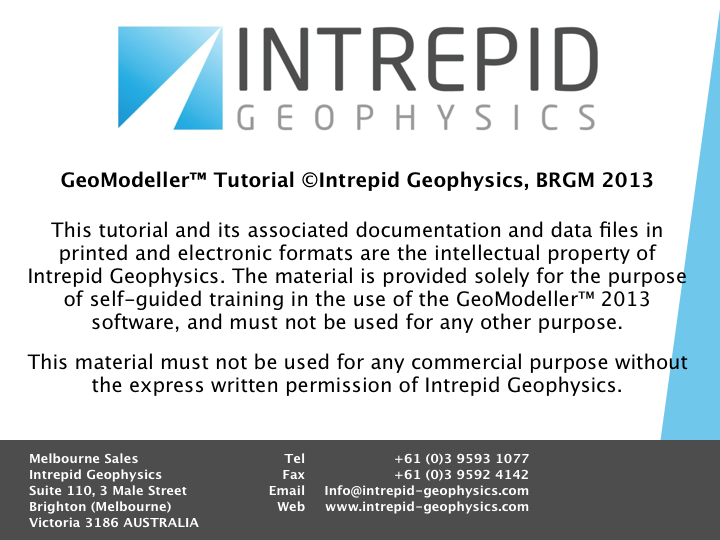 INTREPID
GEOPHYSICS
GeoModeller™ Tutorial ©Intrepid Geophysics, BRGM 2013
This tutorial and its associated documentation and data files in
printed and electronic formats are the intellectual property of
Intrepid Geophysics. The material is provided solely for the purpose
of self-guided training in the use of the GeoModeller™ 2013
software, and must not be used for any other purpose.
This material must not be used for any commercial purpose without
the express written permission of Intrepid Geophysics.
Melbourne Sales
Intrepid Geophysics
Suite 110, 3 Male Street
Brighton (Melbourne)
Victoria 3186 AUSTRALIA
Tel +61 (0)3 9593 1077
Fax +61 (0)3 9592 4142
Email Info@intrepid-geophysics.com
Web www.intrepid-geophysics.com